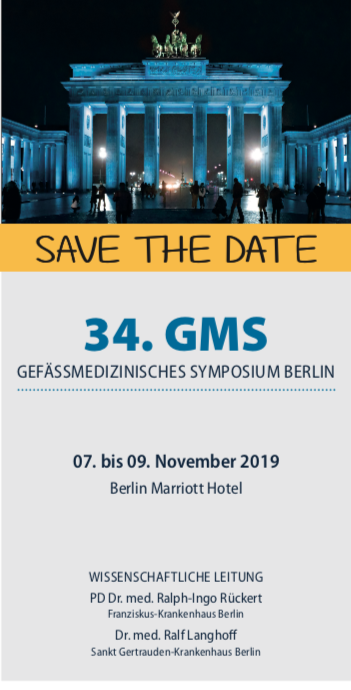 SAVE THE DATE
34. GMS
GEFÄSSMEDIZINISCHES SYMPOSIUM BERLIN
07. bis 09. November 2019
Berlin Marriott Hotel
WISSENSCHAFTLICHE LEITUNG
PD Dr. med. Ralph-Ingo Rückert
Franziskus-Krankenhaus Berlin
Dr. med. Ralf Langhoff
Sankt Gertrauden-Krankenhaus Berlin